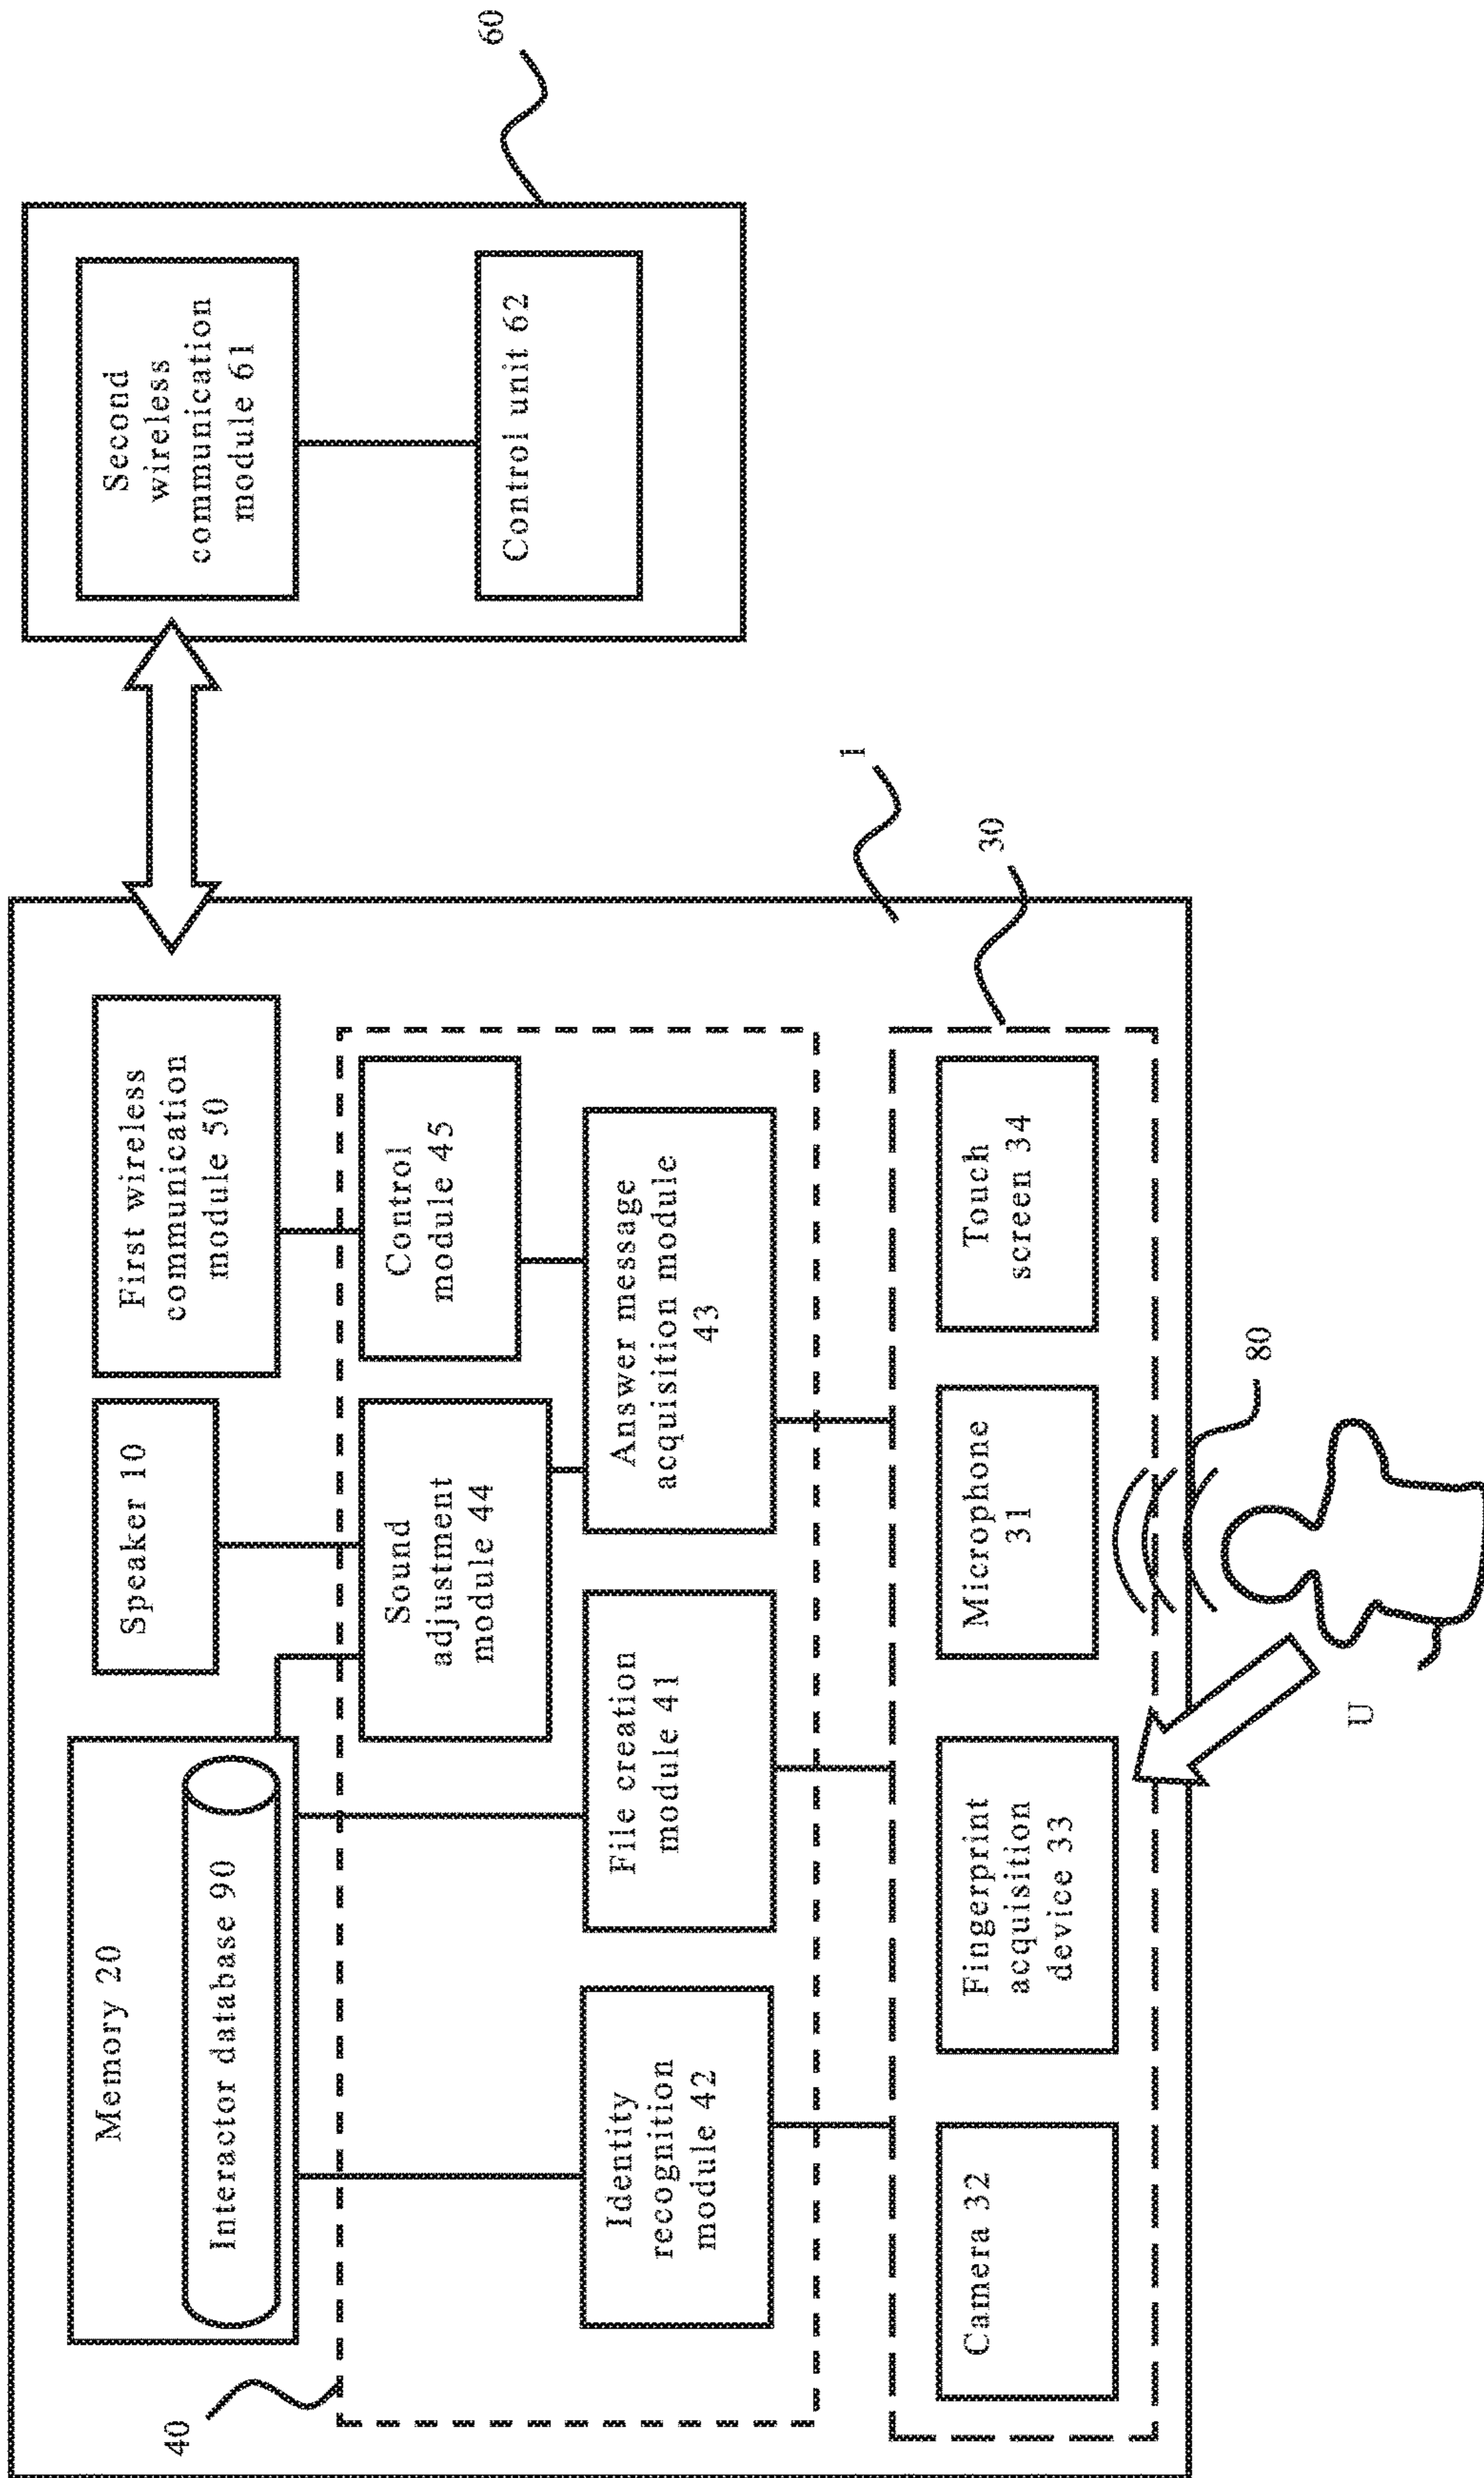 60
Second
wireless
communication
module 61
Control unit 62
1
30
First wireless
communication
module 50
Speaker 10
Memory 20
Interactor database 90
Control
module 45
Sound
adjustment
module 44
Answer message
acquisition module
43
File creation
module 41
Identity
recognition
module 42
40
Touch
screen 34
Microphone
31
Fingerprint
acquisition
device 33
Camera 32
80
U